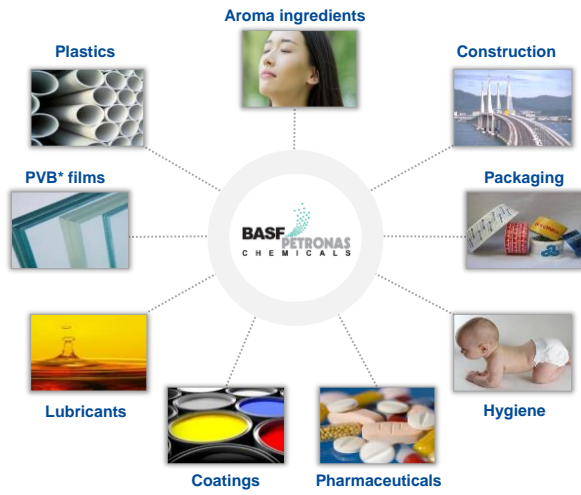 Aroma ingredients
Plastics
Construction
PVB* films
Packaging
BASF
PETRONAS
CHEMICALS
Lubricants
Hygiene
Coatings
Pharmaceuticals